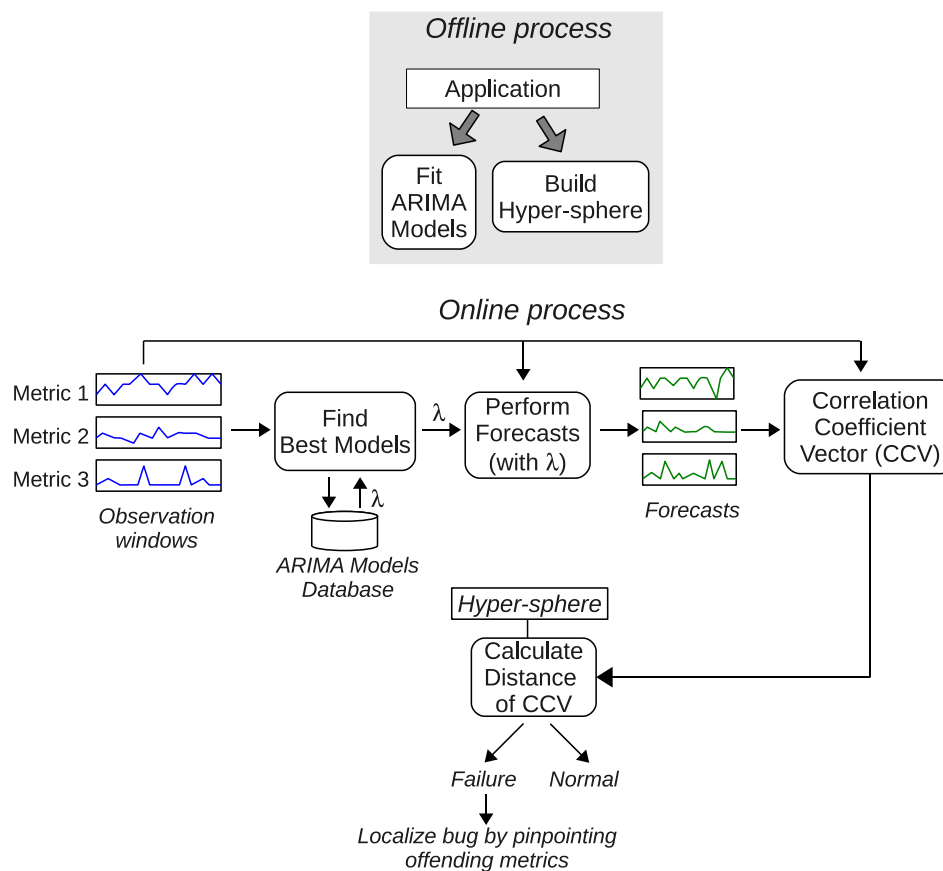 Offline process
Application
Fit
ARIMA
Models
Build
Hyper-sphere
Online process
Metric 1
Metric 2
Metric 3
Observation
windows
Find
Best Models
λ
λ
ARIMA Models
Database
Perform
Forecasts
(with λ)
Forecasts
Correlation
Coefficient
Vector (CCV)
Hyper-sphere
Calculate
Distance
of CCV
Failure
Normal
Localize bug by pinpointing
offending metrics